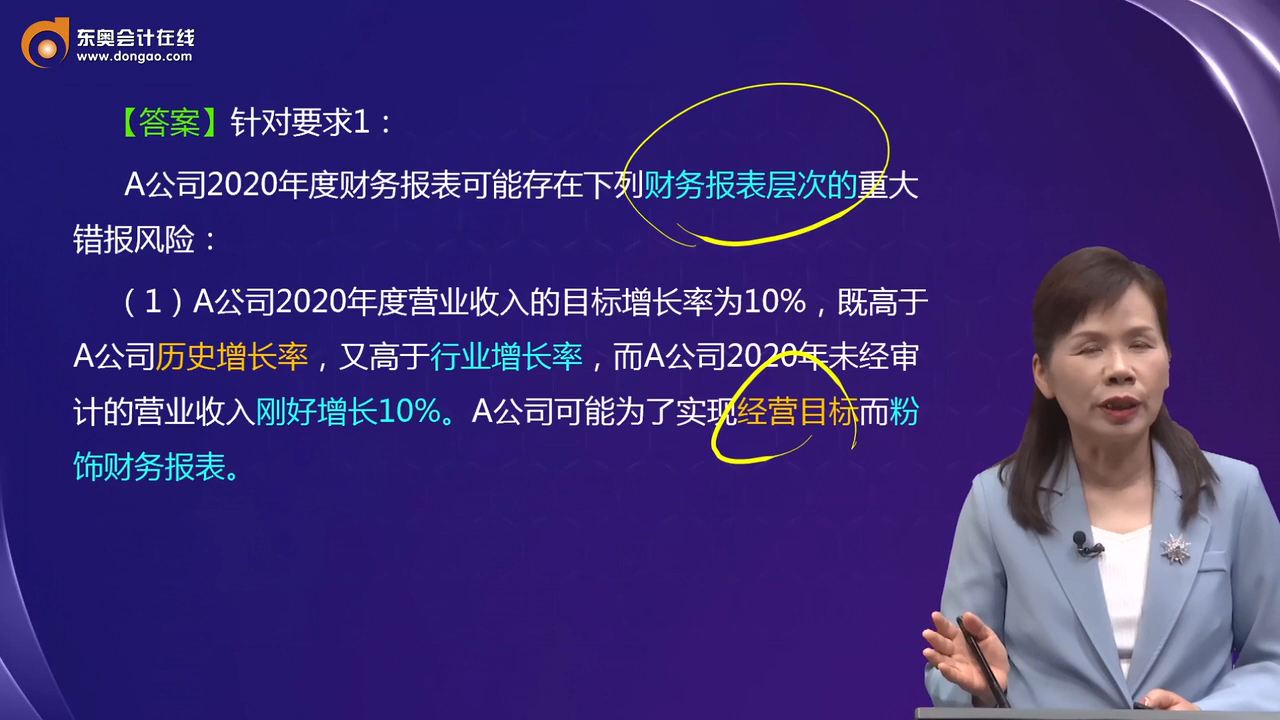 东奥会计在线
www.dongao.com
【答案】针对要求1：
A公司2020年度财务报表可能存在下列财务报表层次的重大
错报风险：
（1）A公司2020年度营业收入的目标增长率为10%，既高于
A公司历史增长率，又高于行业增长率，而A公司2020年未经审
计的营业收入刚好增长10%。A公司可能为了实现经营目标而粉
饰财务报表。